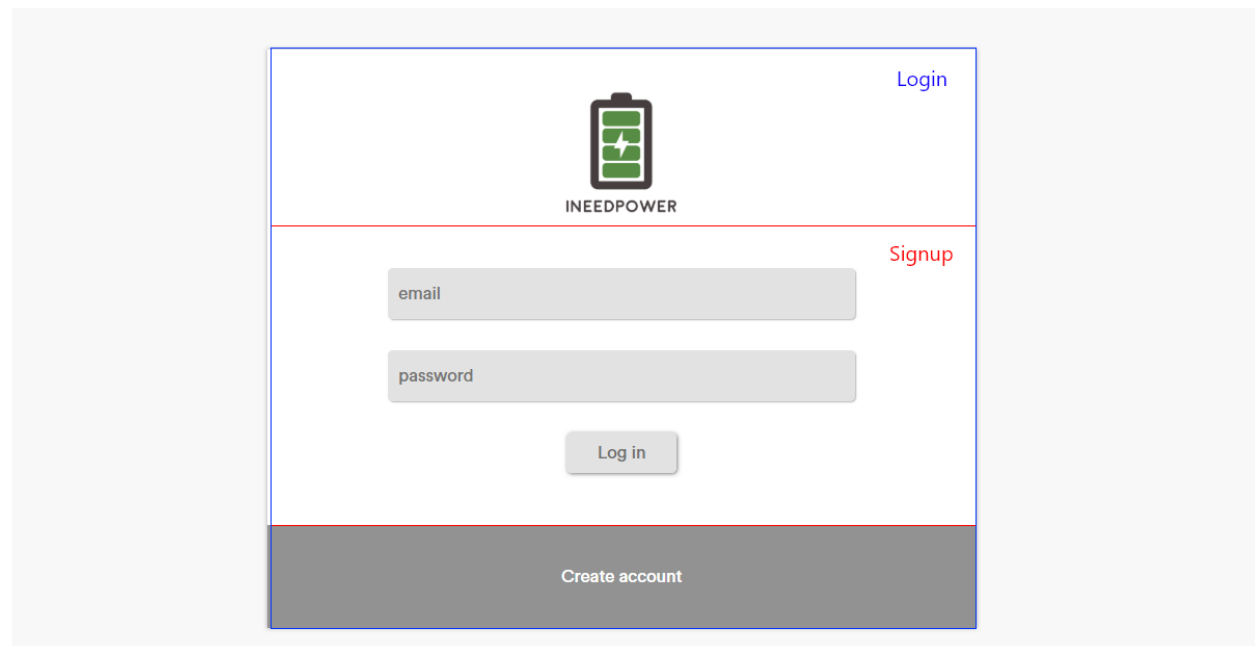 Login
INEEDPOWER
Signup
email
password
Log in
Create account